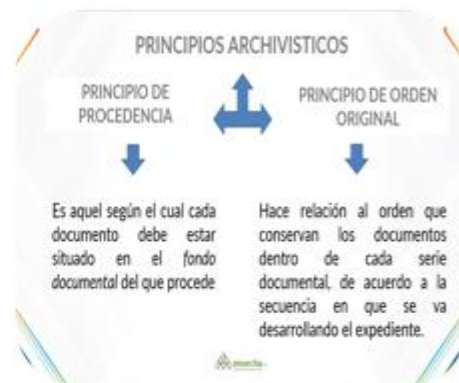 PRINCIPIOS ARCHIVISTICOS
PRINCIPIO DE
PROCEDENCIA
Es aquel según el cual cada
documento debe estar
situado en el fondo
documental del que procede
PRINCIPIO DE ORDEN
ORIGINAL
Hace relación al orden que
conservan los documentos
dentro de cada serie
documental, de acuerdo a la
secuencia en que se va
desarrollando el expediente.